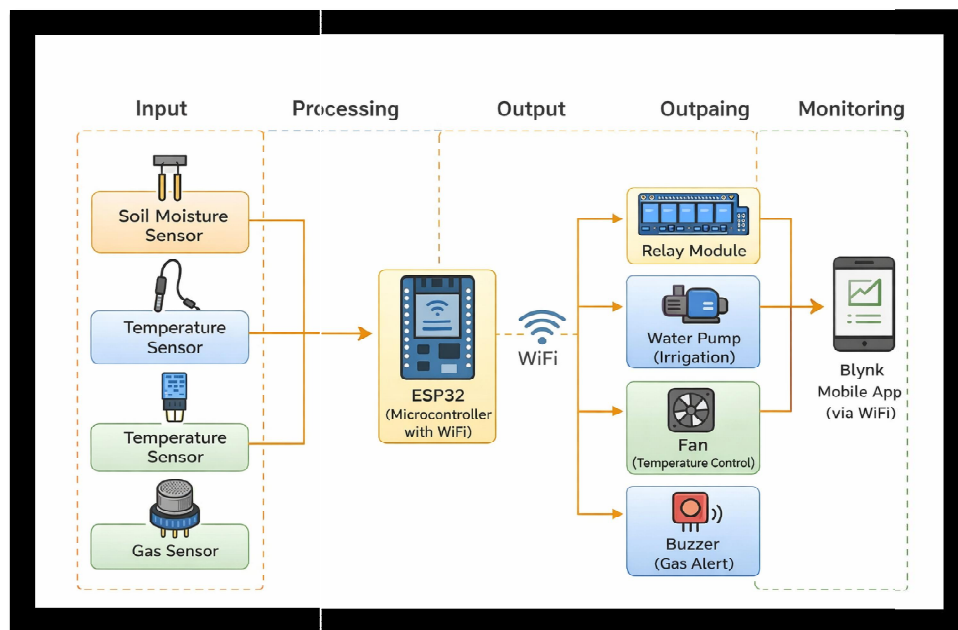 Input
Processing
Output
Outpaing
Monitoring
Soil Moisture
Sensor
Temperature
Sensor
Temperature
Sensor
Gas Sensor
ESP32
(Microcontroller
with WiFi)
WiFi
Relay Module
Water Pump
(Irrigation)
Fan
(Temperature Control)
Buzzer
(Gas Alert)
Blynk
Mobile App
(via WiFi)